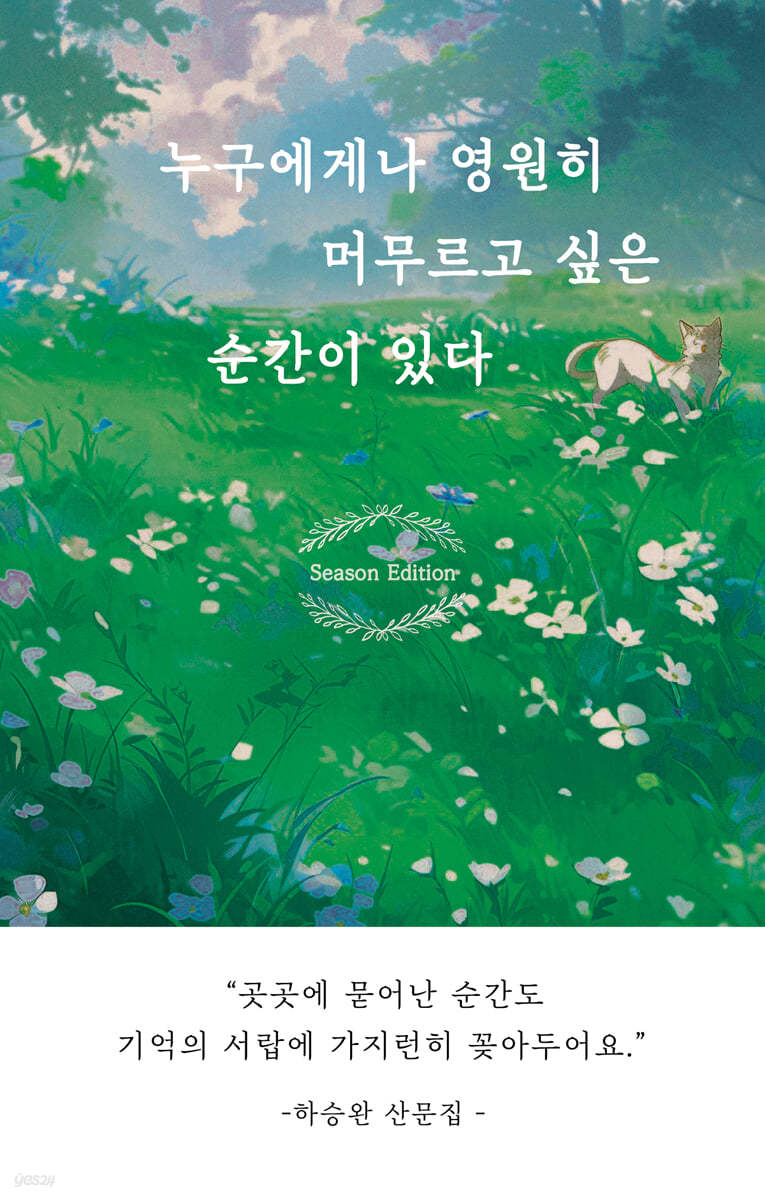 누구에게나 영원히
머무르고 싶은
순간이 있다
Season Edition
“곳곳에 묻어난 순간도
기억의 서랍에 가지런히 꽂아두어요.”
-하승완 산문집 -
yes24